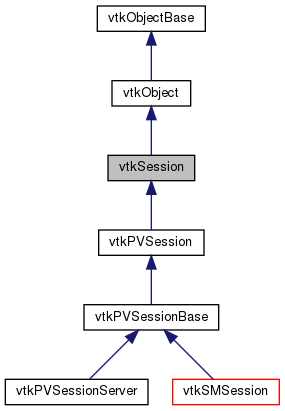 vtkObjectBase
vtkObject
vtkSession
vtkPVSession
vtkPVSessionBase
vtkPVSessionServer
vtkSMSession